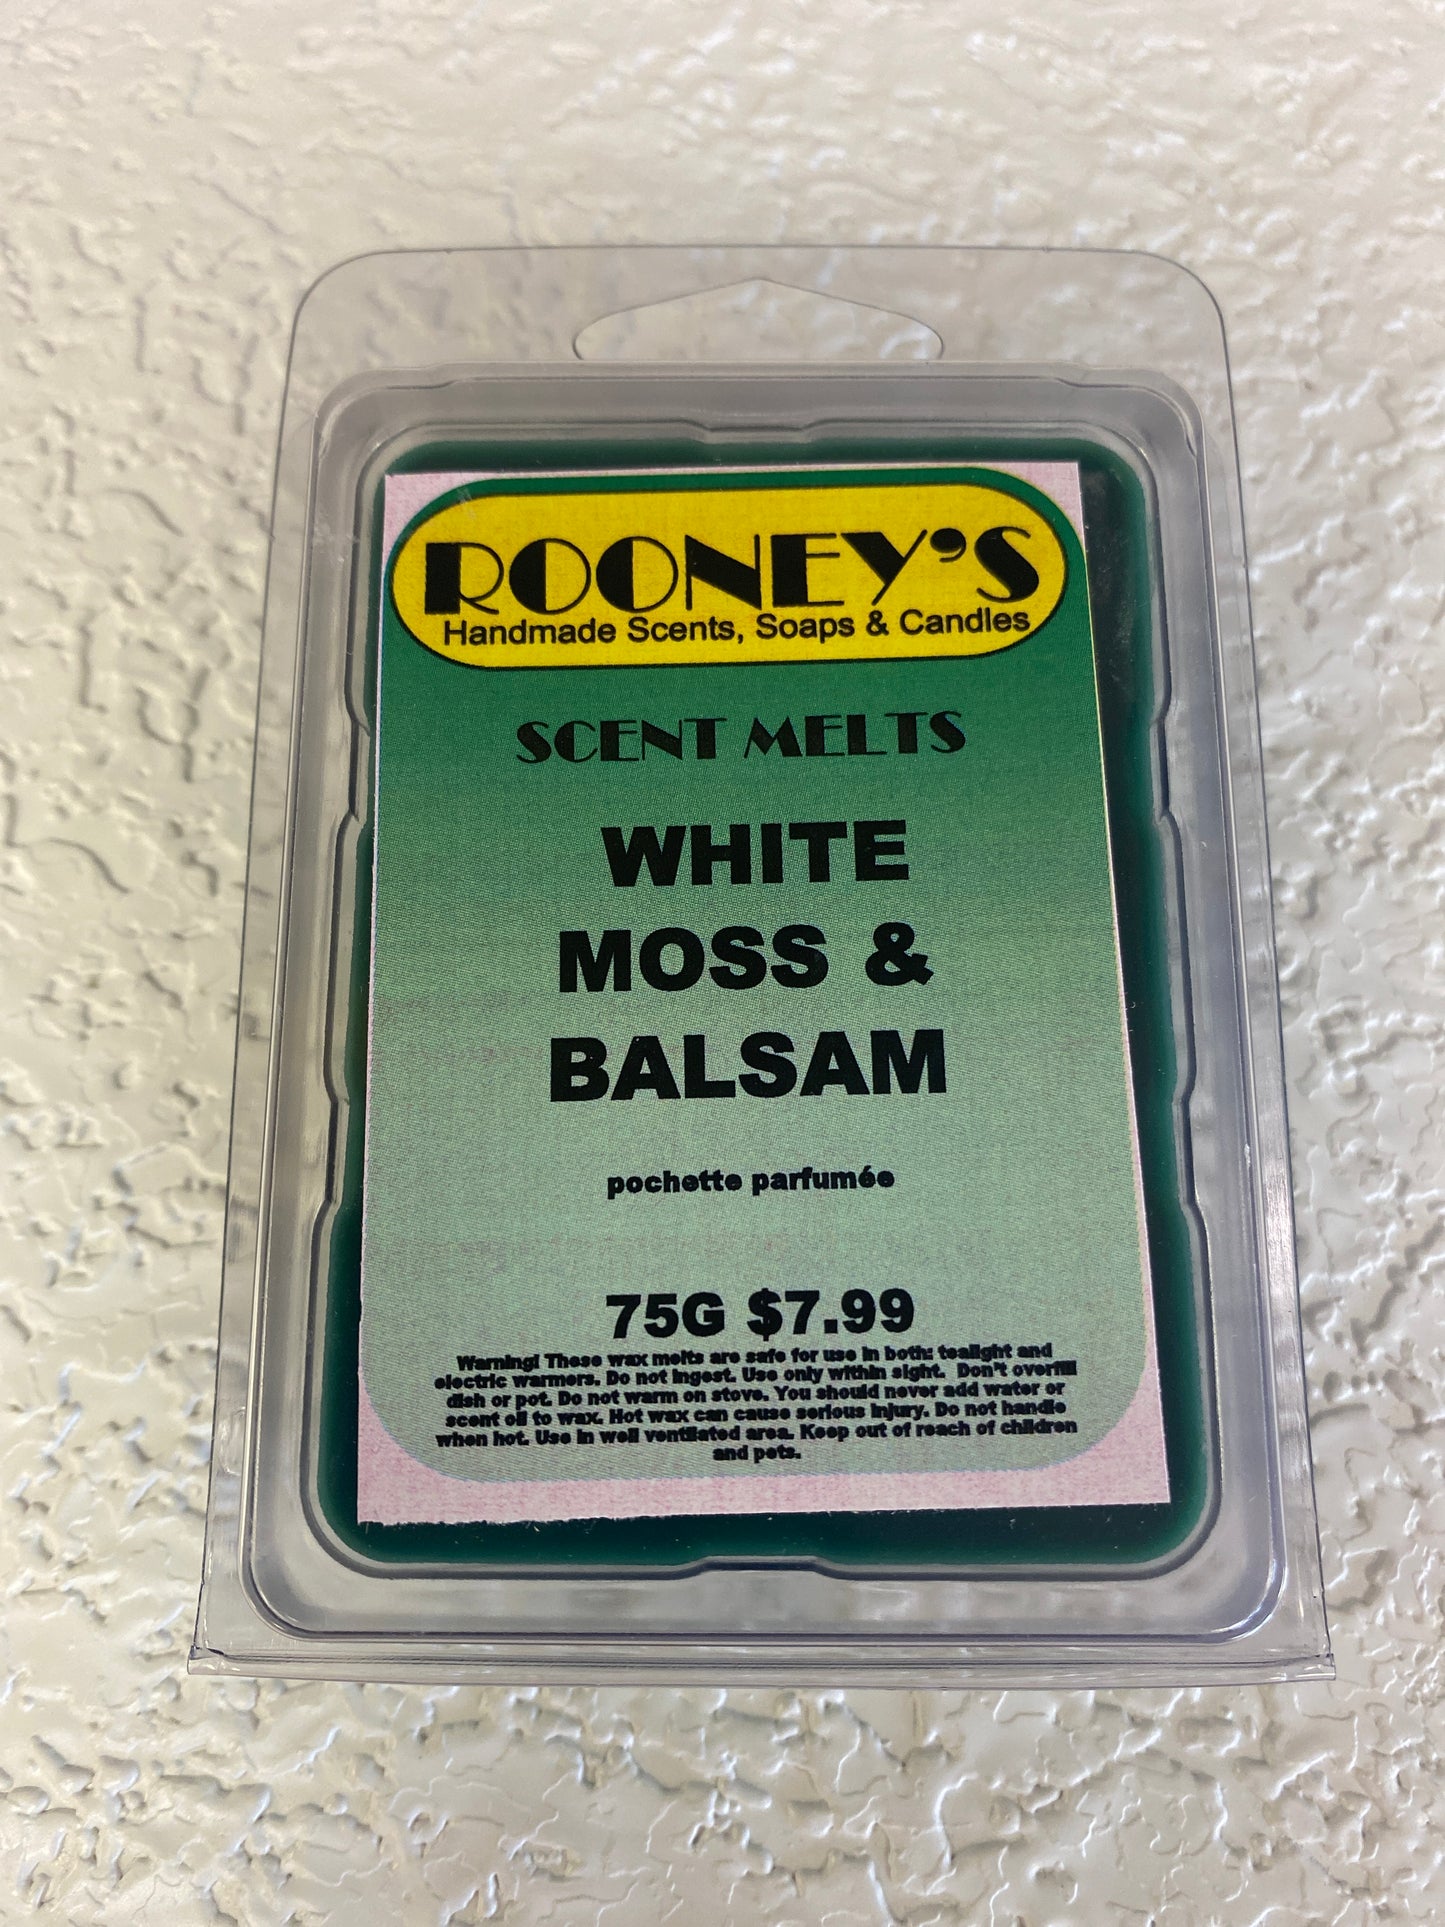 ROONEY'S
Handmade Scents, Soaps & Candles
SCENT MELTS
WHITE
MOSS &
BALSAM
pochette parfumée
75G $7.99
Warning! These wax melts are safe for use in both: tealight and
electric warmers. Do not ingest. Use only within sight. Don't overfill
dish or pot. Do not warm on stove. You should never add water or
scent oil to wax. Hot wax can cause serious injury. Do not handle
when hot. Use in well ventilated area. Keep out of reach of children
and pets.